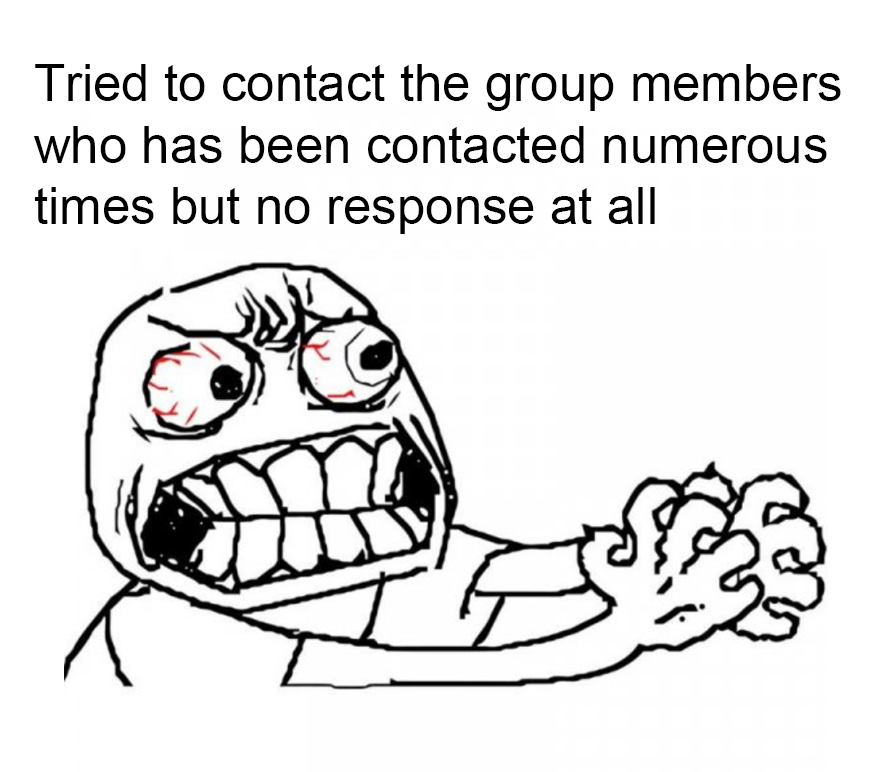 Tried to contact the group members
who has been contacted numerous
times but no response at all